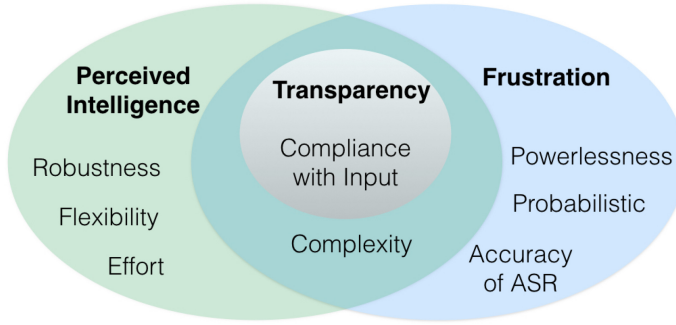 Perceived
Intelligence
Robustness
Flexibility
Effort
Transparency
Compliance
with Input
Complexity
Frustration
Powerlessness
Probabilistic
Accuracy
of ASR